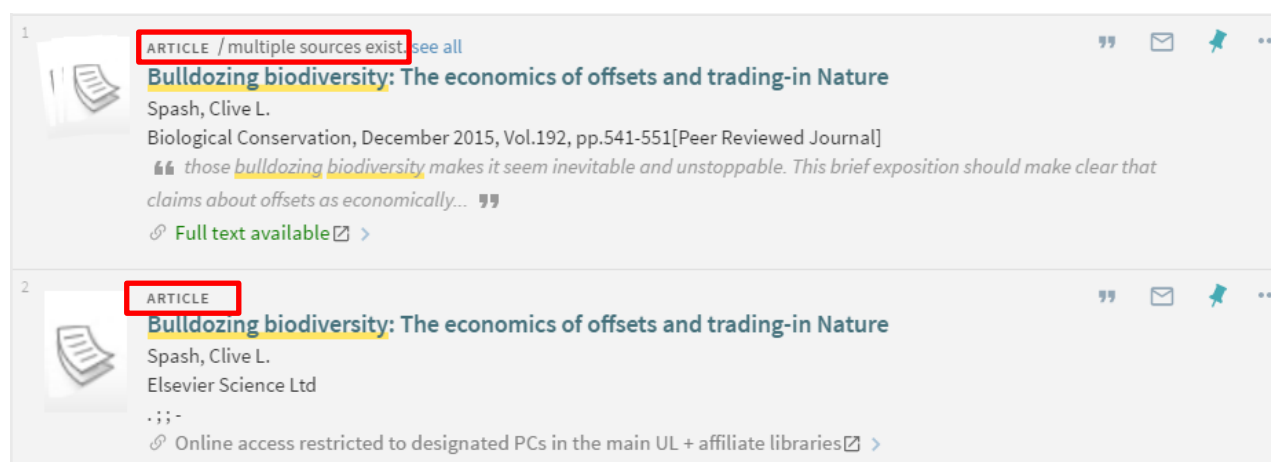 1
ARTICLE / multiple sources exist. see all
Bulldozing biodiversity: The economics of offsets and trading-in Nature
Spash, Clive L.
Biological Conservation, December 2015, Vol.192, pp.541-551[Peer Reviewed Journal]
❝ those bulldozing biodiversity makes it seem inevitable and unstoppable. This brief exposition should make clear that
claims about offsets as economically... ❞
Full text available
2
ARTICLE
Bulldozing biodiversity: The economics of offsets and trading-in Nature
Spash, Clive L.
Elsevier Science Ltd
. ; ; -
Online access restricted to designated PCs in the main UL + affiliate libraries